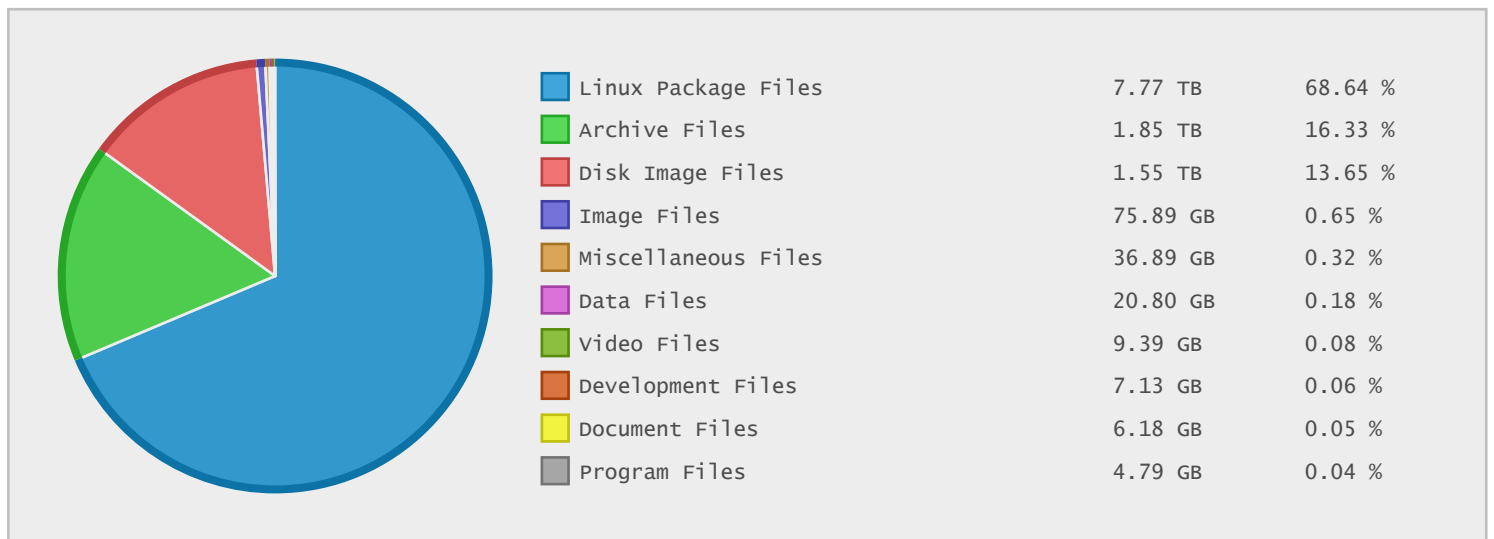 Linux Package Files 7.77 TB 68.64 %
Archive Files 1.85 TB 16.33 %
Disk Image Files 1.55 TB 13.65 %
Image Files 75.89 GB 0.65 %
Miscellaneous Files 36.89 GB 0.32 %
Data Files 20.80 GB 0.18 %
Video Files 9.39 GB 0.08 %
Development Files 7.13 GB 0.06 %
Document Files 6.18 GB 0.05 %
Program Files 4.79 GB 0.04 %